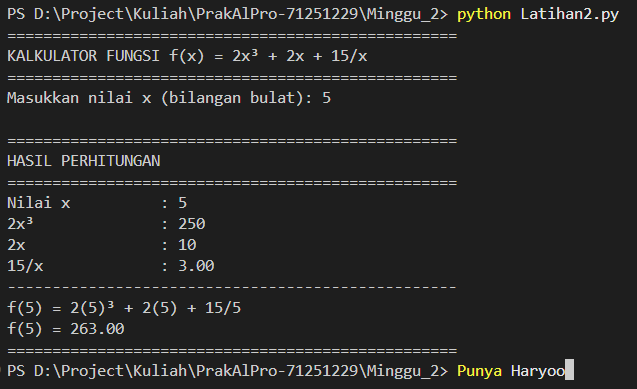 PS D:\Project\Kuliah\PrakAlPro-71251229\Minggu_2> python Latihan2.py
==================================================
KALKULATOR FUNGSI f(x) = 2x³ + 2x + 15/x
==================================================
Masukkan nilai x (bilangan bulat): 5
==================================================
HASIL PERHITUNGAN
==================================================
Nilai x          : 5
2x³              : 250
2x               : 10
15/x             : 3.00
--------------------------------------------------
f(5) = 2(5)³ + 2(5) + 15/5
f(5) = 263.00
==================================================
PS D:\Project\Kuliah\PrakAlPro-71251229\Minggu_2> Punya Haryoo